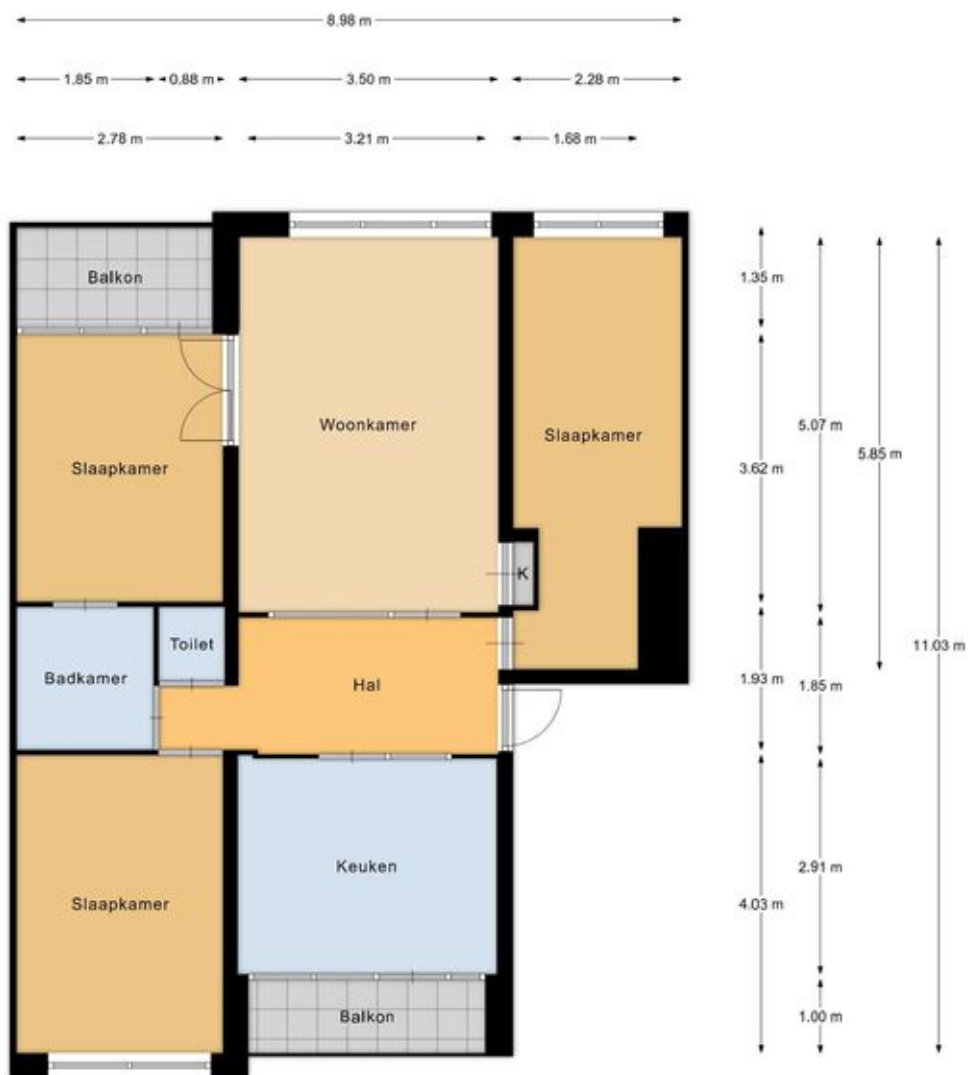 8.98 m
1.85 m 0.88 m 3.50 m 2.28 m
2.78 m 3.21 m 1.68 m
Balkon
1.35 m
Woonkamer
5.07 m
Slaapkamer
5.85 m
Slaapkamer
3.62 m
K
Toilet
11.03 m
Badkamer
Hal
1.93 m
1.85 m
Keuken
2.91 m
Slaapkamer
4.03 m
Balkon
1.00 m